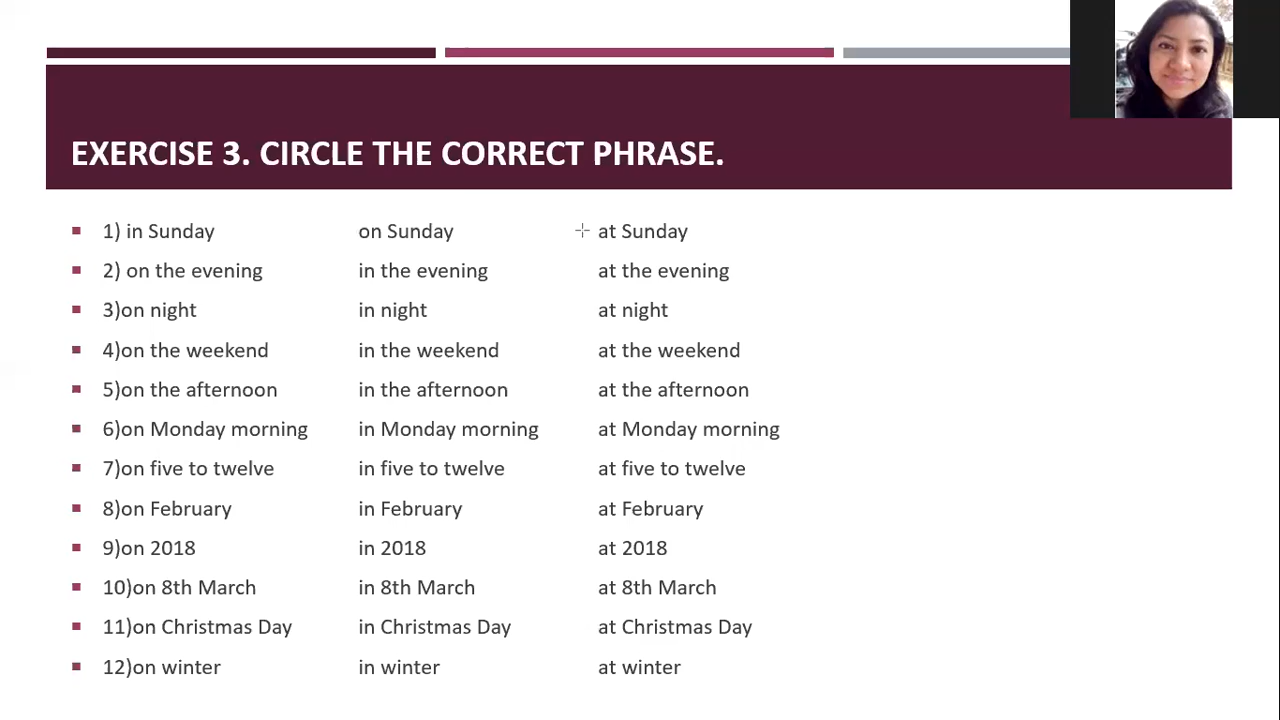 EXERCISE 3. CIRCLE THE CORRECT PHRASE.
1) in Sunday on Sunday at Sunday
2) on the evening in the evening at the evening
3)on night in night at night
4)on the weekend in the weekend at the weekend
5)on the afternoon in the afternoon at the afternoon
6)on Monday morning in Monday morning at Monday morning
7)on five to twelve in five to twelve at five to twelve
8)on February in February at February
9)on 2018 in 2018 at 2018
10)on 8th March in 8th March at 8th March
11)on Christmas Day in Christmas Day at Christmas Day
12)on winter in winter at winter